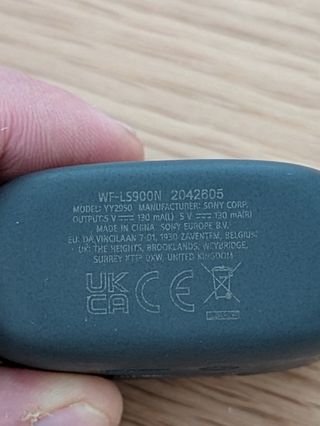 WF-LS900N 2042605
MODEL: YY2950 MANUFACTURER: SONY CORP.
OUTPUT:5 V ⎓ 130 mA(L) 5 V ⎓ 130 mA(R)
MADE IN CHINA SONY EUROPE B.V.
EU: DA VINCILAAN 7-D1, 1930 ZAVENTEM, BELGIUM
UK: THE HEIGHTS, BROOKLANDS, WEYBRIDGE,
SURREY KT13 0XW, UNITED KINGDOM
UK
CA CE